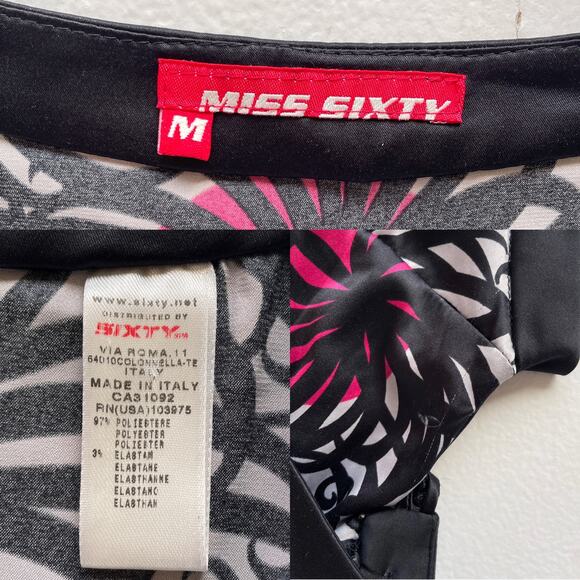 MISS SIXTY
M
www.sixty.net
DISTRIBUTED BY
SIXTY
VIA ROMA.11
64010COLONNELLA-TE
ITALY
MADE IN ITALY
CA31092
RN(USA)103975
97% POLIESTERE
POLYESTER
POLIESTER
3% ELASTAM
ELASTANE
ELASTHANNE
ELASTANO
ELASTHAN